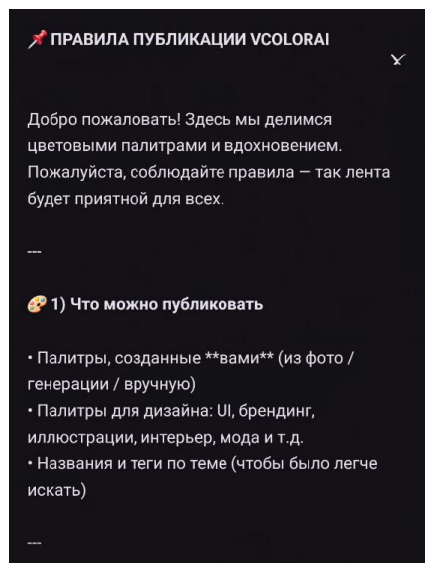 📌 ПРАВИЛА ПУБЛИКАЦИИ VCOLORAI
Добро пожаловать! Здесь мы делимся
цветовыми палитрами и вдохновением.
Пожалуйста, соблюдайте правила — так лента
будет приятной для всех.
---
🎨 1) Что можно публиковать
• Палитры, созданные **вами** (из фото /
генерации / вручную)
• Палитры для дизайна: UI, брендинг,
иллюстрации, интерьер, мода и т.д.
• Названия и теги по теме (чтобы было легче
искать)
---